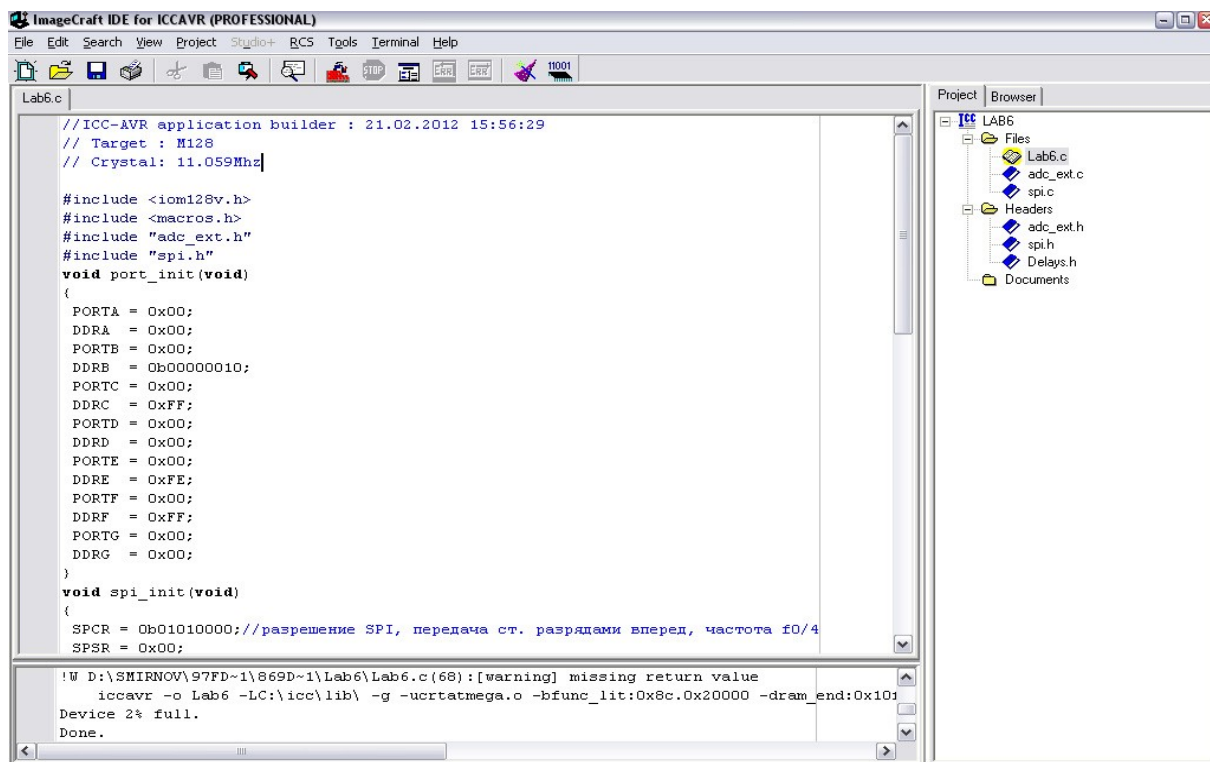 ImageCraft IDE for ICCAVR (PROFESSIONAL)
File Edit Search View Project Studio+ RCS Tools Terminal Help
STOP ERR ERR 11001
Lab6.c
//ICC-AVR application builder : 21.02.2012 15:56:29
// Target : M128
// Crystal: 11.059Mhz
#include <iom128v.h>
#include <macros.h>
#include "adc_ext.h"
#include "spi.h"
void port_init(void)
{
PORTA = 0x00;
DDRA  = 0x00;
PORTB = 0x00;
DDRB  = 0b00000010;
PORTC = 0x00;
DDRC  = 0xFF;
PORTD = 0x00;
DDRD  = 0x00;
PORTE = 0x00;
DDRE  = 0xFE;
PORTF = 0x00;
DDRF  = 0xFF;
PORTG = 0x00;
DDRG  = 0x00;
}
void spi_init(void)
{
SPCR = 0b01010000;//разрешение SPI, передача ст. разрядами вперед, частота f0/4
SPSR = 0x00;
!W D:\SMIRNOV\97FD~1\869D~1\Lab6\Lab6.c(68):[warning] missing return value
iccavr -o Lab6 -LC:\icc\lib\ -g -ucrtatmega.o -bfunc_lit:0x8c.0x20000 -dram_end:0x10
Device 2% full.
Done.
Project Browser
ICC LAB6
Files
Lab6.c
adc_ext.c
spi.c
Headers
adc_ext.h
spi.h
Delays.h
Documents